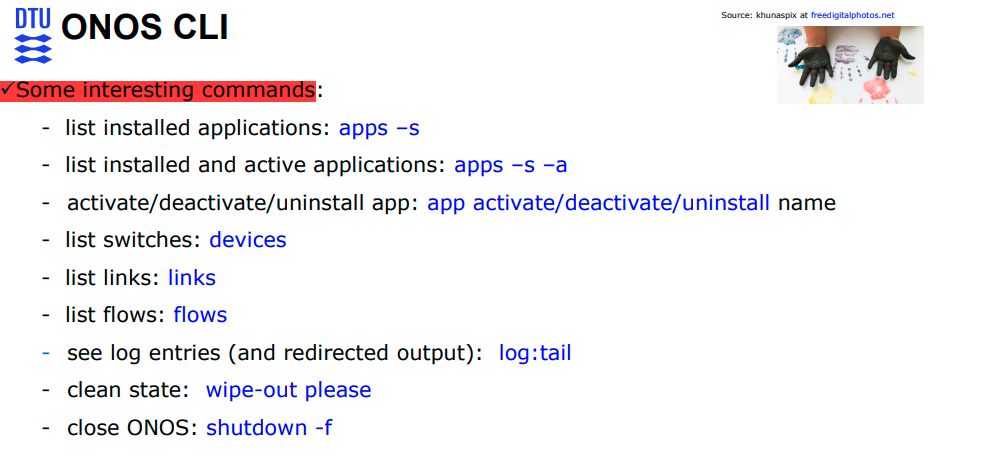 DTU
ONOS CLI
Source: khunaspix at freedigitalphotos.net
✓Some interesting commands:
- list installed applications: apps –s
- list installed and active applications: apps –s –a
- activate/deactivate/uninstall app: app activate/deactivate/uninstall name
- list switches: devices
- list links: links
- list flows: flows
- see log entries (and redirected output): log:tail
- clean state: wipe-out please
- close ONOS: shutdown -f